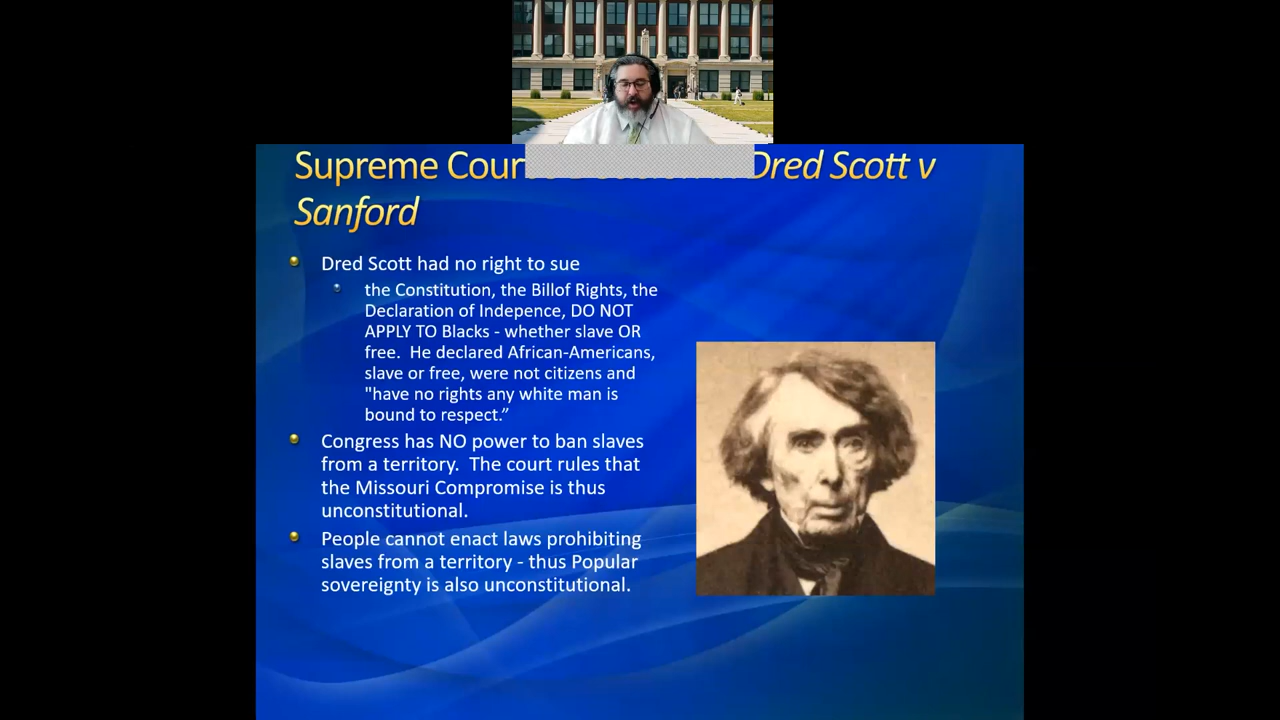 Supreme Cour Dred Scott v
Sanford
Dred Scott had no right to sue
the Constitution, the Billof Rights, the
Declaration of Indepence, DO NOT
APPLY TO Blacks - whether slave OR
free.  He declared African-Americans,
slave or free, were not citizens and
"have no rights any white man is
bound to respect.”
Congress has NO power to ban slaves
from a territory.  The court rules that
the Missouri Compromise is thus
unconstitutional.
People cannot enact laws prohibiting
slaves from a territory - thus Popular
sovereignty is also unconstitutional.